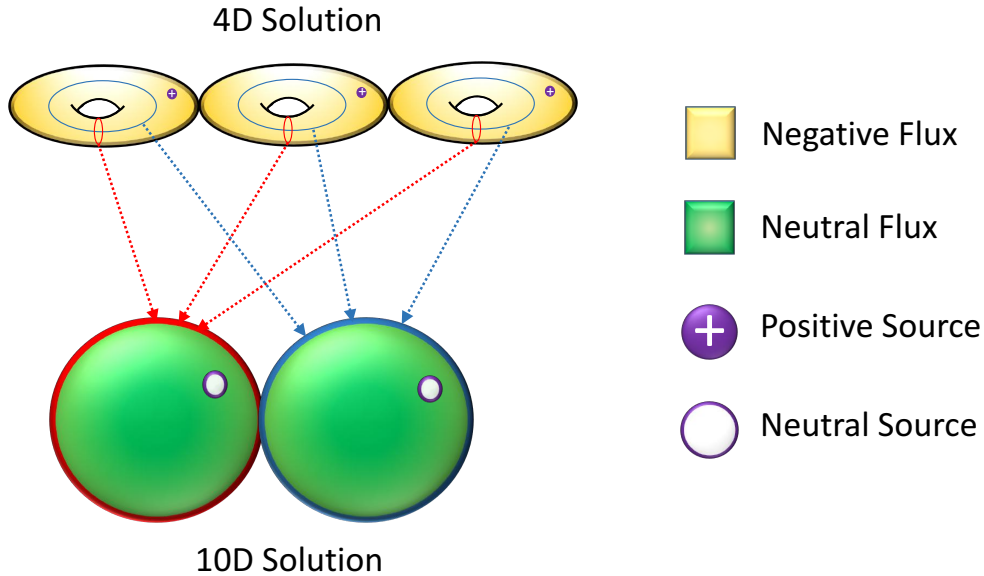 4D Solution
Negative Flux
Neutral Flux
Positive Source
Neutral Source
10D Solution